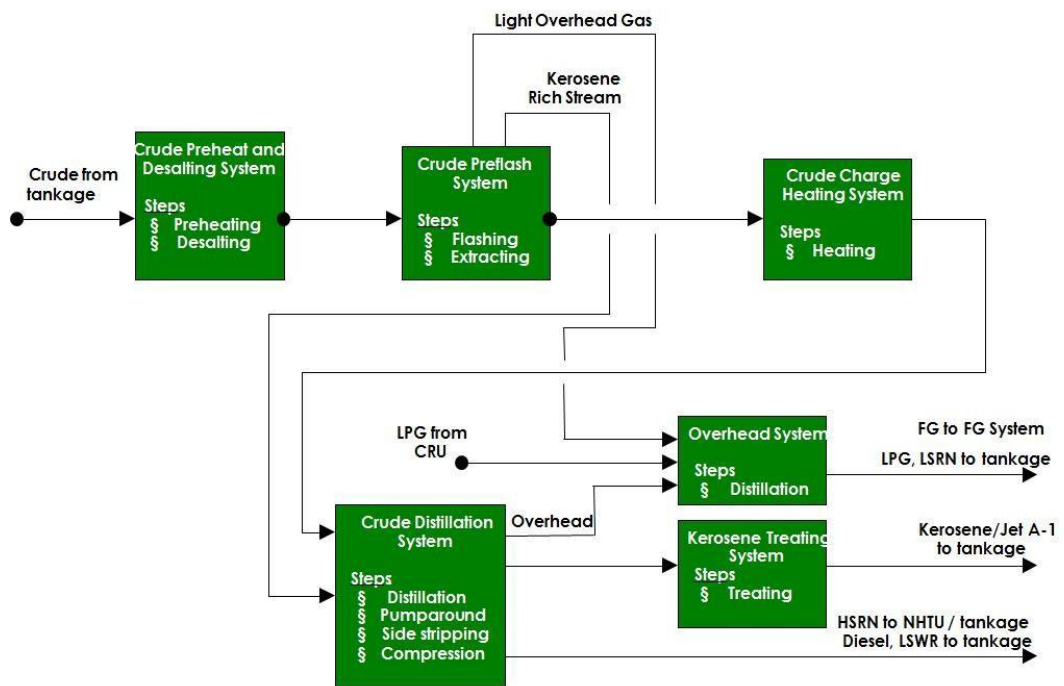 Light Overhead Gas
Kerosene
Rich Stream
Crude from
tankage
Crude Preheat and
Desalting System
Steps
§ Preheating
§ Desalting
Crude Preflash
System
Steps
§ Flashing
§ Extracting
Crude Charge
Heating System
Steps
§ Heating
LPG from
CRU
Overhead System
Steps
§ Distillation
FG to FG System
LPG, LSRN to tankage
Crude Distillation
System
Steps
§ Distillation
§ Pumparound
§ Side stripping
§ Compression
Overhead
Kerosene Treating
System
Steps
§ Treating
Kerosene/Jet A-1
to tankage
HSRN to NHTU / tankage
Diesel, LSWR to tankage